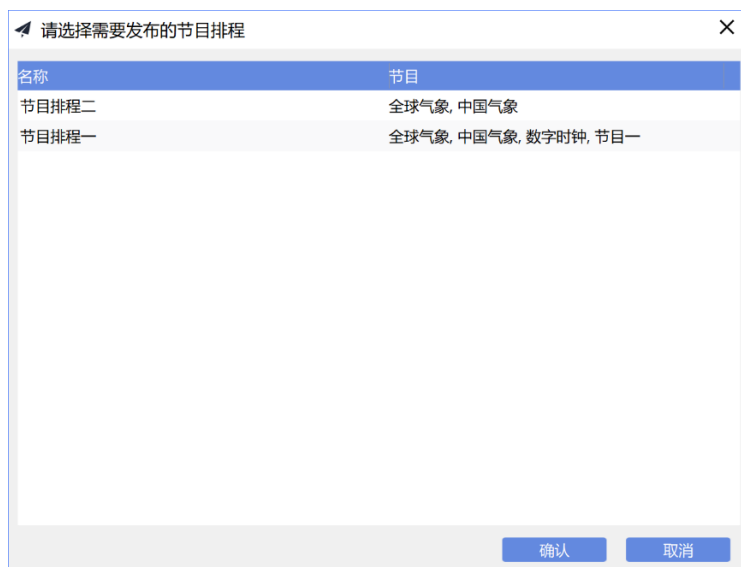 请选择需要发布的节目排程
名称 节目
节目排程二 全球气象, 中国气象
节目排程一 全球气象, 中国气象, 数字时钟, 节目一
确认 取消